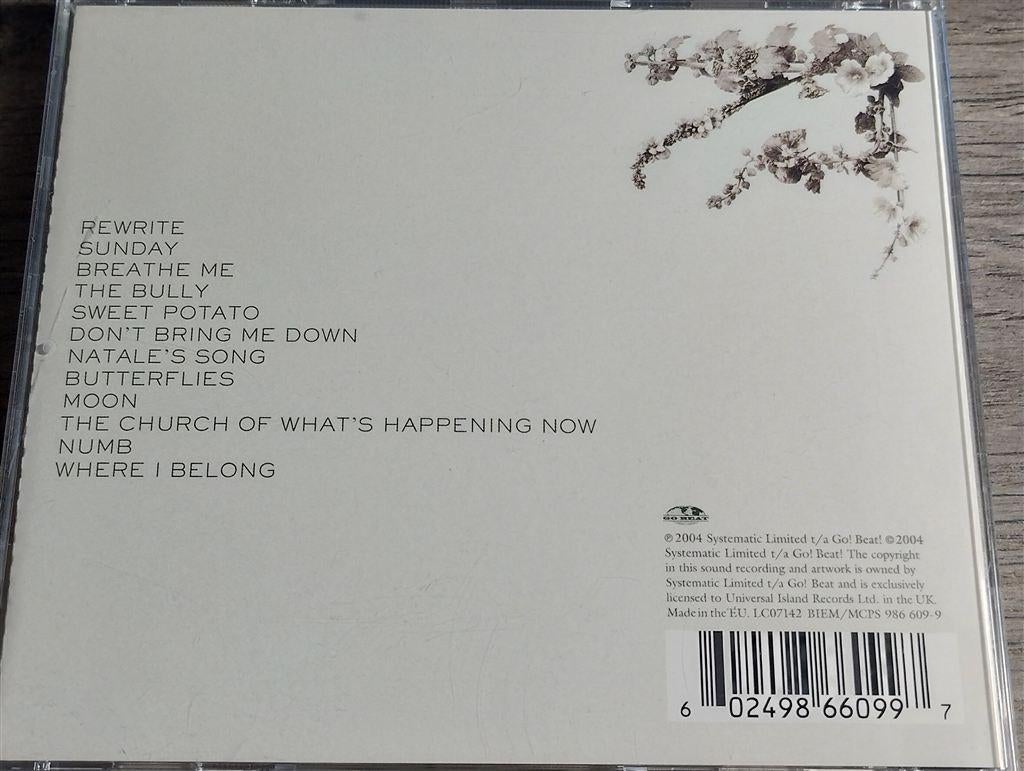 REWRITE
SUNDAY
BREATHE ME
THE BULLY
SWEET POTATO
DON'T BRING ME DOWN
NATALE'S SONG
BUTTERFLIES
MOON
THE CHURCH OF WHAT'S HAPPENING NOW
NUMB
WHERE I BELONG
GO BEAT
℗2004 Systematic Limited t/a Go! Beat! ©2004
Systematic Limited t/a Go! Beat! The copyright
in this sound recording and artwork is owned by
Systematic Limited t/a Go! Beat and is exclusively
licensed to Universal Island Records Ltd. in the UK.
Made in the EU. LC07142 BIEM/MCPS 986 609-9
6 02498 66099 7